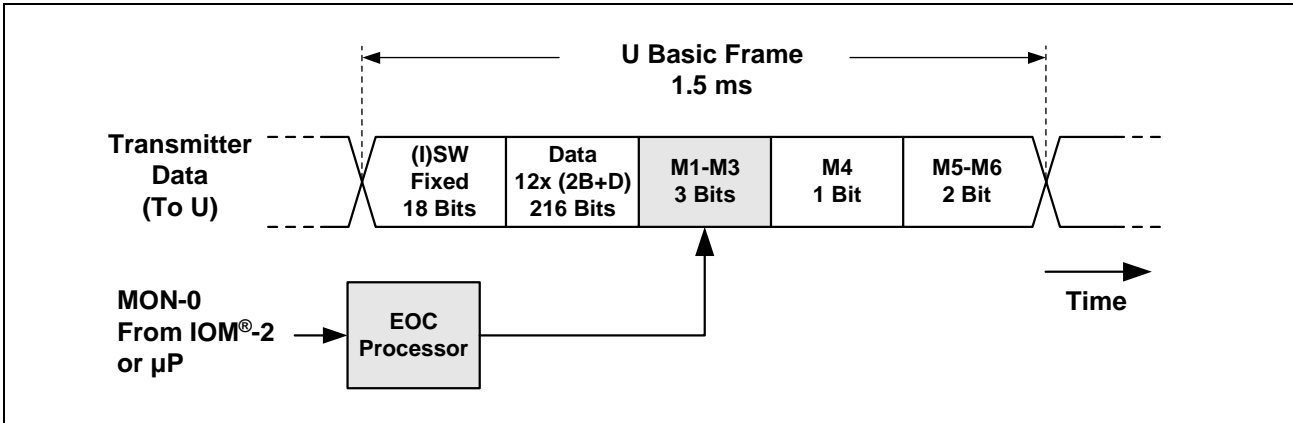 U Basic Frame
1.5 ms
Transmitter
Data
(To U)
(I)SW
Fixed
18 Bits
Data
12x (2B+D)
216 Bits
M1-M3
3 Bits
M4
1 Bit
M5-M6
2 Bit
Time
MON-0
From IOM®-2
or µP
EOC
Processor